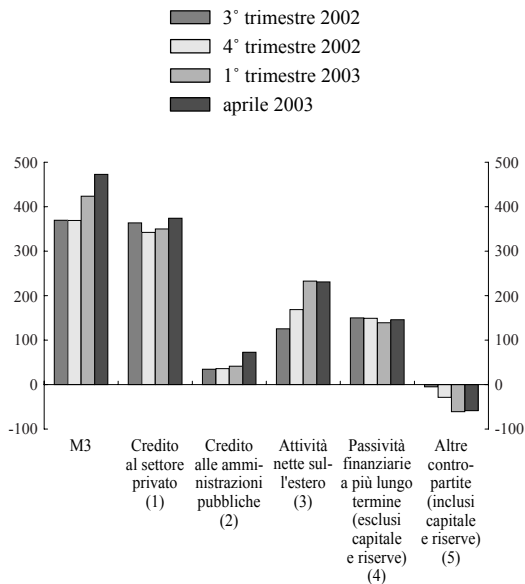 3° trimestre 2002
4° trimestre 2002
1° trimestre 2003
aprile 2003
500
400
300
200
100
0
-100
500
400
300
200
100
0
-100
M3
Credito
al settore
privato
(1)
Credito
alle ammi-
nistrazioni
pubbliche
(2)
Attività
nette sul-
l'estero
(3)
Passività
finanziarie
a più lungo
termine
(esclusi
capitale
e riserve)
(4)
Altre
contro-
partite
(inclusi
capitale
e riserve)
(5)